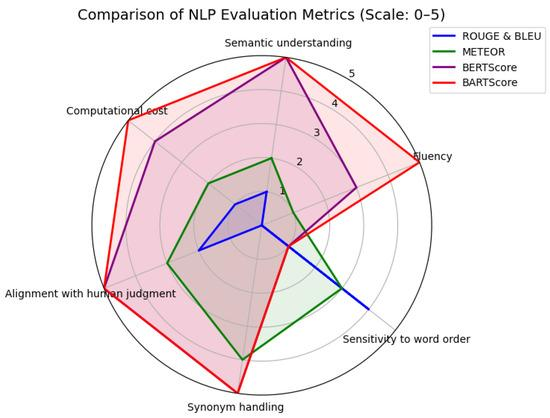 Comparison of NLP Evaluation Metrics (Scale: 0–5)
ROUGE & BLEU
METEOR
BERTScore
BARTScore
Semantic understanding
Computational cost
Fluency
Alignment with human judgment
Sensitivity to word order
Synonym handling
1
2
3
4
5